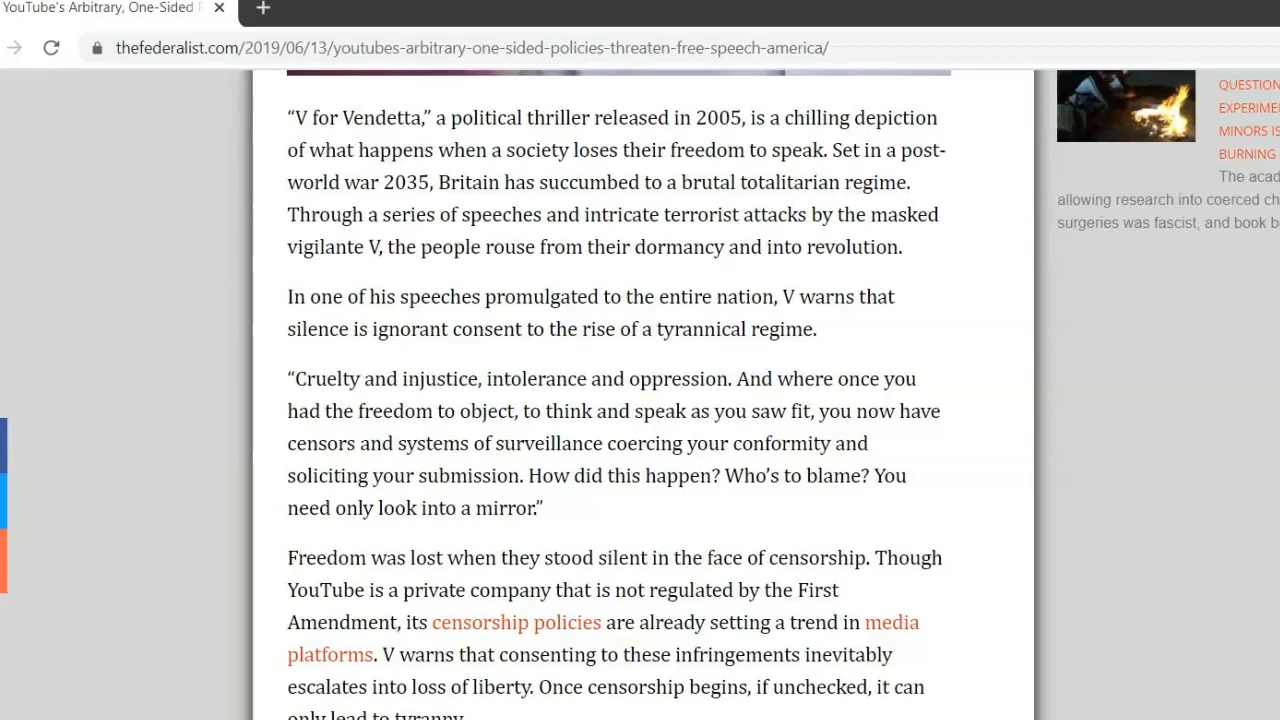 YouTube's Arbitrary, One-Sided
thefederalist.com/2019/06/13/youtubes-arbitrary-one-sided-policies-threaten-free-speech-america/
“V for Vendetta,” a political thriller released in 2005, is a chilling depiction
of what happens when a society loses their freedom to speak. Set in a post-
world war 2035, Britain has succumbed to a brutal totalitarian regime.
Through a series of speeches and intricate terrorist attacks by the masked
vigilante V, the people rouse from their dormancy and into revolution.
In one of his speeches promulgated to the entire nation, V warns that
silence is ignorant consent to the rise of a tyrannical regime.
“Cruelty and injustice, intolerance and oppression. And where once you
had the freedom to object, to think and speak as you saw fit, you now have
censors and systems of surveillance coercing your conformity and
soliciting your submission. How did this happen? Who’s to blame? You
need only look into a mirror.”
Freedom was lost when they stood silent in the face of censorship. Though
YouTube is a private company that is not regulated by the First
Amendment, its censorship policies are already setting a trend in media
platforms. V warns that consenting to these infringements inevitably
escalates into loss of liberty. Once censorship begins, if unchecked, it can
only lead to tyranny.
QUESTION
EXPERIME
MINORS IS
BURNING
The acad
allowing research into coerced ch
surgeries was fascist, and book b